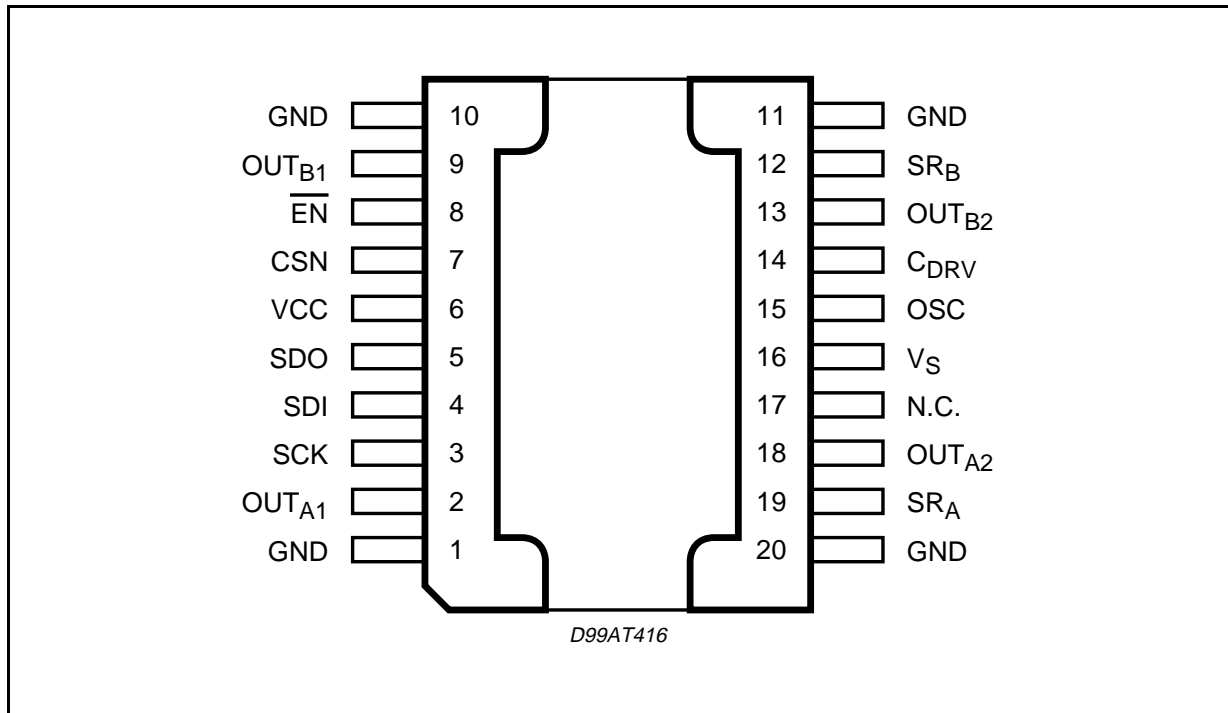 GND 10 11 GND
OUTB1 9 12 SRB
EN 8 13 OUTB2
CSN 7 14 CDRV
VCC 6 15 OSC
SDO 5 16 VS
SDI 4 17 N.C.
SCK 3 18 OUTA2
OUTA1 2 19 SRA
GND 1 20 GND
D99AT416